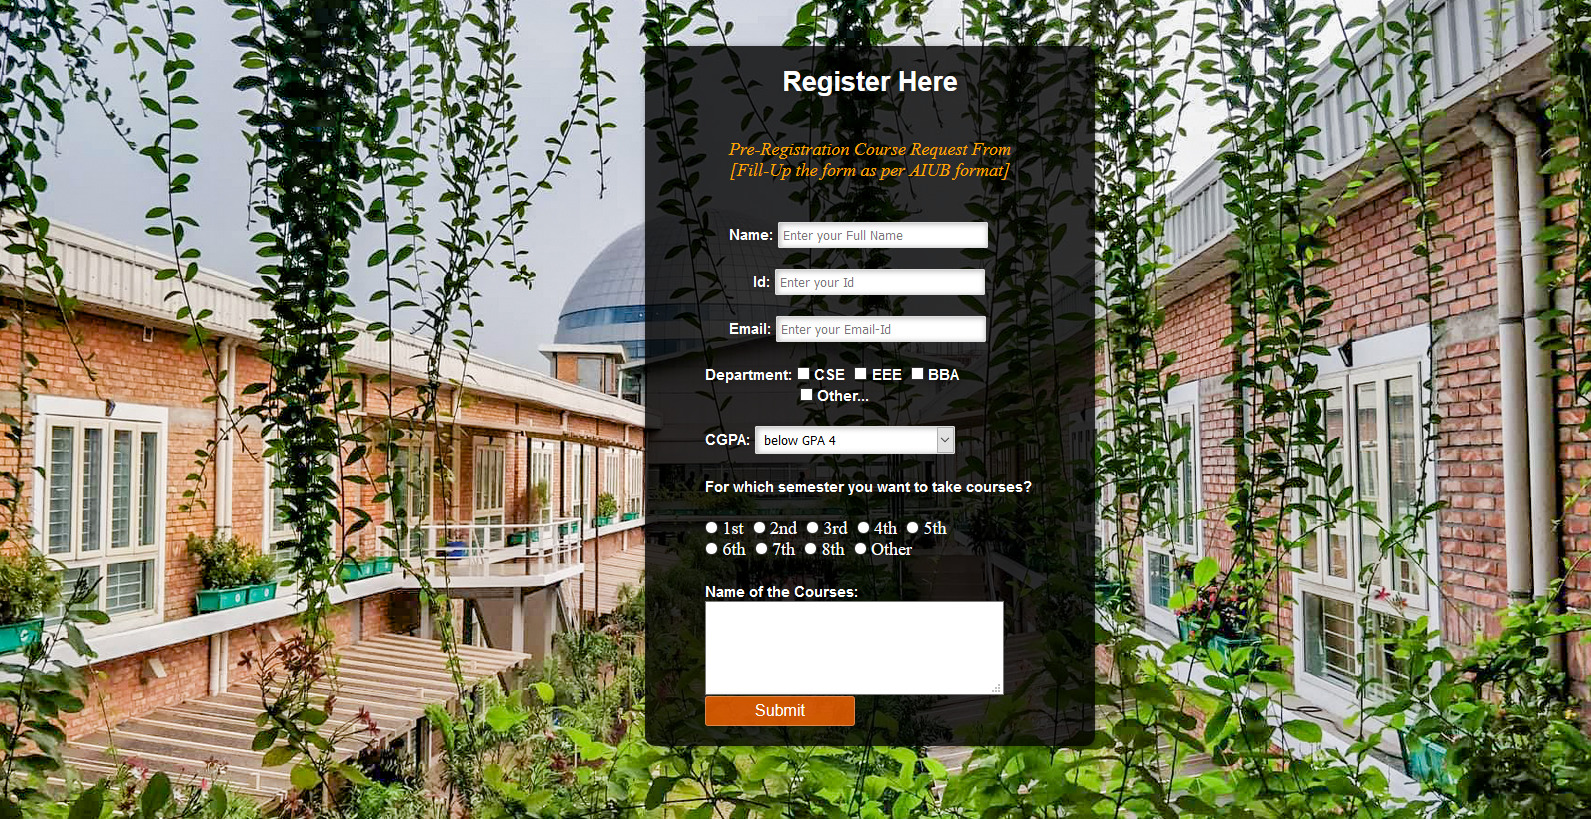 Register Here
Pre-Registration Course Request From
[Fill-Up the form as per AIUB format]
Name: Enter your Full Name
Id: Enter your Id
Email: Enter your Email-Id
Department: CSE EEE BBA
Other...
CGPA: below GPA 4
For which semester you want to take courses?
1st 2nd 3rd 4th 5th
6th 7th 8th Other
Name of the Courses:
Submit